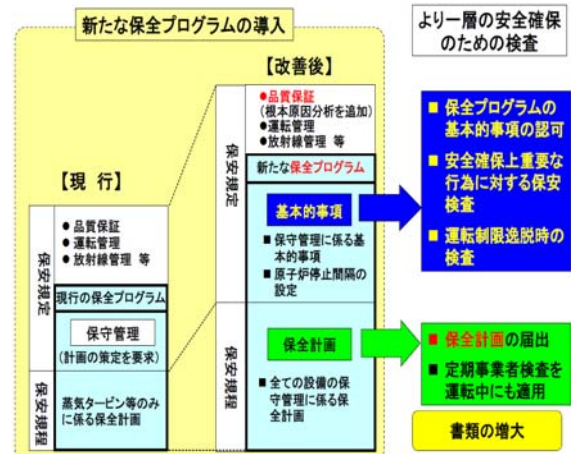 新たな保全プログラムの導入
より一層の安全確保
のための検査
【現 行】
保安規定
● 品質保証
● 運転管理
● 放射線管理 等
現行の保全プログラム
保守管理
(計画の策定を要求)
保安規程
蒸気タービン等のみ
に係る保全計画
【改善後】
保安規定
●品質保証
(根本原因分析を追加)
●運転管理
●放射線管理 等
新たな保全プログラム
基本的事項
■ 保守管理に係る基
本的事項
■ 原子炉停止間隔の
設定
保安規程
保全計画
■ 全ての設備の保
守管理に係る保
全計画
■ 保全プログラムの
基本的事項の認可
■ 安全確保上重要な
行為に対する保安
検査
■ 運転制限逸脱時の
検査
■ 保全計画の届出
■ 定期事業者検査を
運転中にも適用
書類の増大